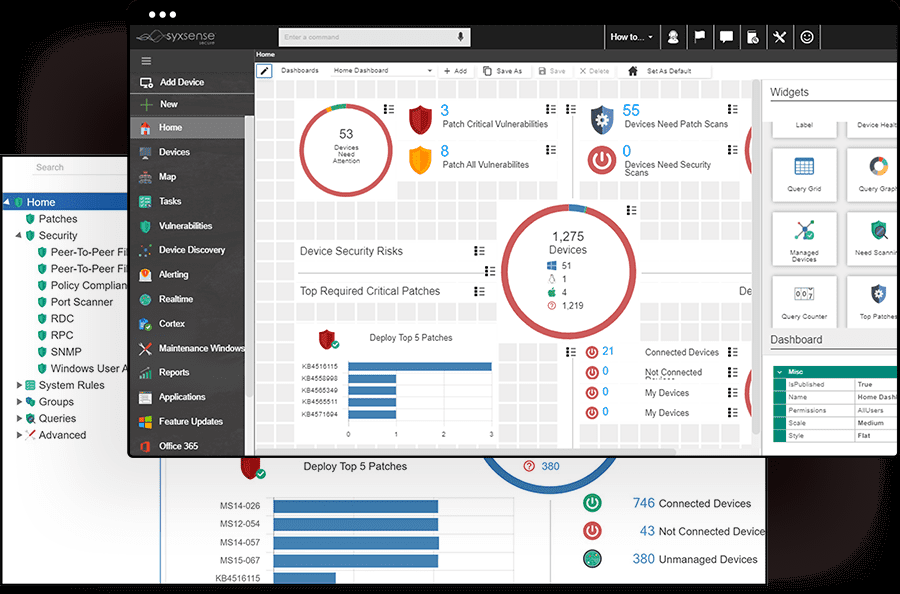 syxsense
secure
Enter a command
How to...
Home
Dashboards
Home Dashboard
Add
Save As
Save
Delete
Set As Default
Add Device
New
Home
Devices
Map
Tasks
Vulnerabilities
Device Discovery
Alerting
Realtime
Cortex
Maintenance Windows
Reports
Applications
Feature Updates
Office 365
53
Devices
Need
Attention
3
Patch Critical Vulnerabilities
8
Patch All Vulnerabilities
55
Devices Need Patch Scans
0
Devices Need Security
Scans
Device Security Risks
Top Required Critical Patches
1,275
Devices
51
1
4
1,219
De
Deploy Top 5 Patches
KB4516115
KB4558998
KB4565349
KB4566511
KB4571694
0 1 2 3
21 Connected Devices
0 Not Connected
Devices
0 My Devices
0 My Devices
Widgets
Label
Device Healt
Query Grid
Query Grap
Managed
Devices
Need Scannin
007
Query Counter
Top Patches
Dashboard
Misc
IsPublished True
Name Home Dash
Permissions AllUsers
Scale Medium
Style Flat
Search
Home
Patches
Security
Peer-To-Peer Fi
Peer-To-Peer Fil
Policy Complian
Port Scanner
RDC
RPC
SNMP
Windows User A
System Rules
Groups
Queries
Advanced
Deploy Top 5 Patches
MS14-026
MS12-054
MS14-057
MS15-067
KB4516115
380
746 Connected Devices
43 Not Connected Device
380 Unmanaged Devices